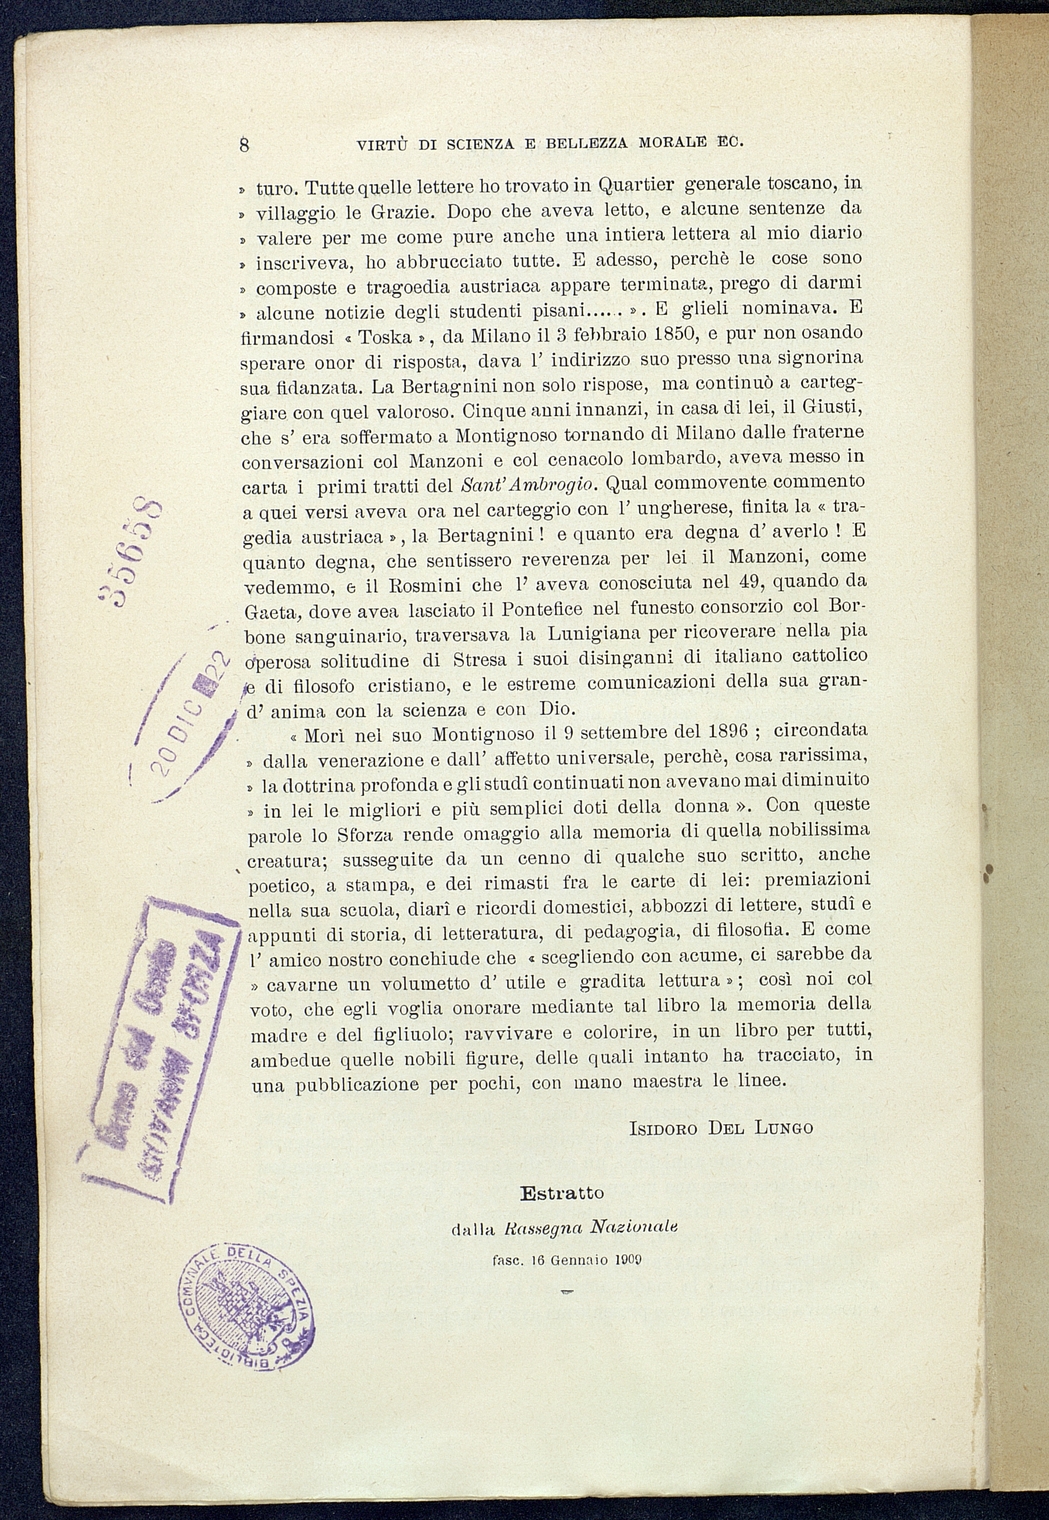 8 VIRTÙ DI SCIENZA E BELLEZZA MORALE EC.
» turo. Tutte quelle lettere ho trovato in Quartier generale toscano, in
» villaggio le Grazie. Dopo che aveva letto, e alcune sentenze da
» valere per me come pure anche una intiera lettera al mio diario
» inscriveva, ho abbrucciato tutte. E adesso, perchè le cose sono
» composte e tragoedia austriaca appare terminata, prego di darmi
» alcune notizie degli studenti pisani...... ». E glieli nominava. E
firmandosi « Toska », da Milano il 3 febbraio 1850, e pur non osando
sperare onor di risposta, dava l' indirizzo suo presso una signorina
sua fidanzata. La Bertagnini non solo rispose, ma continuò a carteg-
giare con quel valoroso. Cinque anni innanzi, in casa di lei, il Giusti,
che s' era soffermato a Montignoso tornando di Milano dalle fraterne
conversazioni col Manzoni e col cenacolo lombardo, aveva messo in
carta i primi tratti del Sant' Ambrogio. Qual commovente commento
a quei versi aveva ora nel carteggio con l' ungherese, finita la « tra-
gedia austriaca », la Bertagnini ! e quanto era degna d' averlo ! E
quanto degna, che sentissero reverenza per lei il Manzoni, come
vedemmo, e il Rosmini che l' aveva conosciuta nel 49, quando da
Gaeta, dove avea lasciato il Pontefice nel funesto consorzio col Bor-
bone sanguinario, traversava la Lunigiana per ricoverare nella pia
operosa solitudine di Stresa i suoi disinganni di italiano cattolico
e di filosofo cristiano, e le estreme comunicazioni della sua gran-
d' anima con la scienza e con Dio.
« Morì nel suo Montignoso il 9 settembre del 1896 ; circondata
» dalla venerazione e dall' affetto universale, perchè, cosa rarissima,
» la dottrina profonda e gli studî continuati non avevano mai diminuito
» in lei le migliori e più semplici doti della donna ». Con queste
parole lo Sforza rende omaggio alla memoria di quella nobilissima
creatura; susseguite da un cenno di qualche suo scritto, anche
poetico, a stampa, e dei rimasti fra le carte di lei: premiazioni
nella sua scuola, diarî e ricordi domestici, abbozzi di lettere, studî e
appunti di storia, di letteratura, di pedagogia, di filosofia. E come
l' amico nostro conchiude che « scegliendo con acume, ci sarebbe da
» cavarne un volumetto d' utile e gradita lettura »; così noi col
voto, che egli voglia onorare mediante tal libro la memoria della
madre e del figliuolo; ravvivare e colorire, in un libro per tutti,
ambedue quelle nobili figure, delle quali intanto ha tracciato, in
una pubblicazione per pochi, con mano maestra le linee.
ISIDORO DEL LUNGO
Estratto
dalla Rassegna Nazionale
fasc. 16 Gennaio 1909
35658
20 DIC 22
Dono del Conte
GIOVANNI SFORZA
BIBLIOTECA COMVNALE DELLA SPEZIA